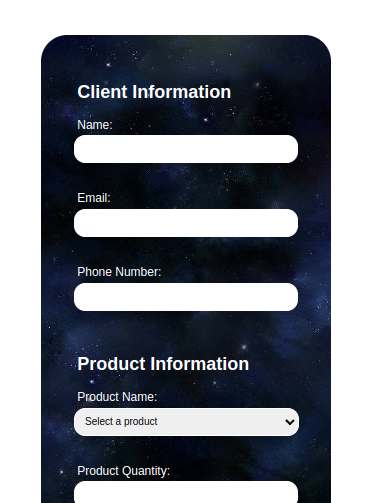 Client Information
Name:
Email:
Phone Number:
Product Information
Product Name:
Select a product
Product Quantity: